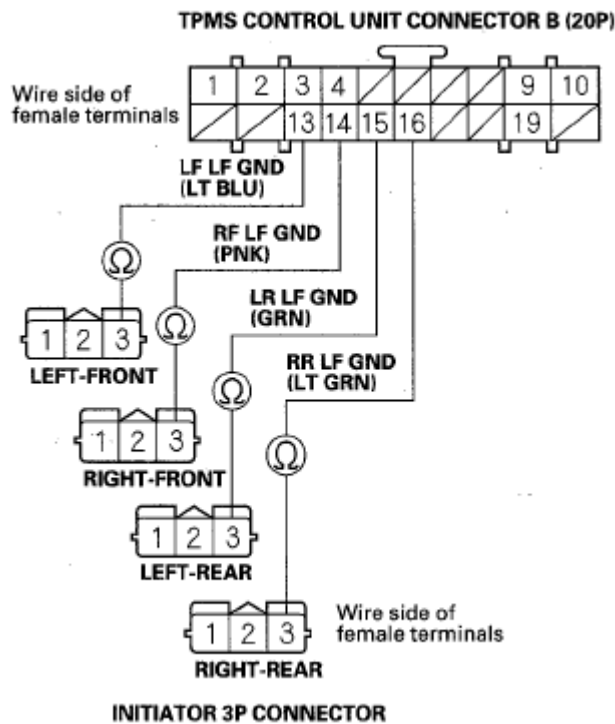 TPMS CONTROL UNIT CONNECTOR B (20P)
Wire side of
female terminals
1 2 3 4 9 10
13 14 15 16 19
LF LF GND
(LT BLU)
Ω
RF LF GND
(PNK)
Ω
LR LF GND
(GRN)
Ω
RR LF GND
(LT GRN)
Ω
1 2 3
LEFT-FRONT
1 2 3
RIGHT-FRONT
1 2 3
LEFT-REAR
1 2 3
RIGHT-REAR
Wire side of
female terminals
INITIATOR 3P CONNECTOR